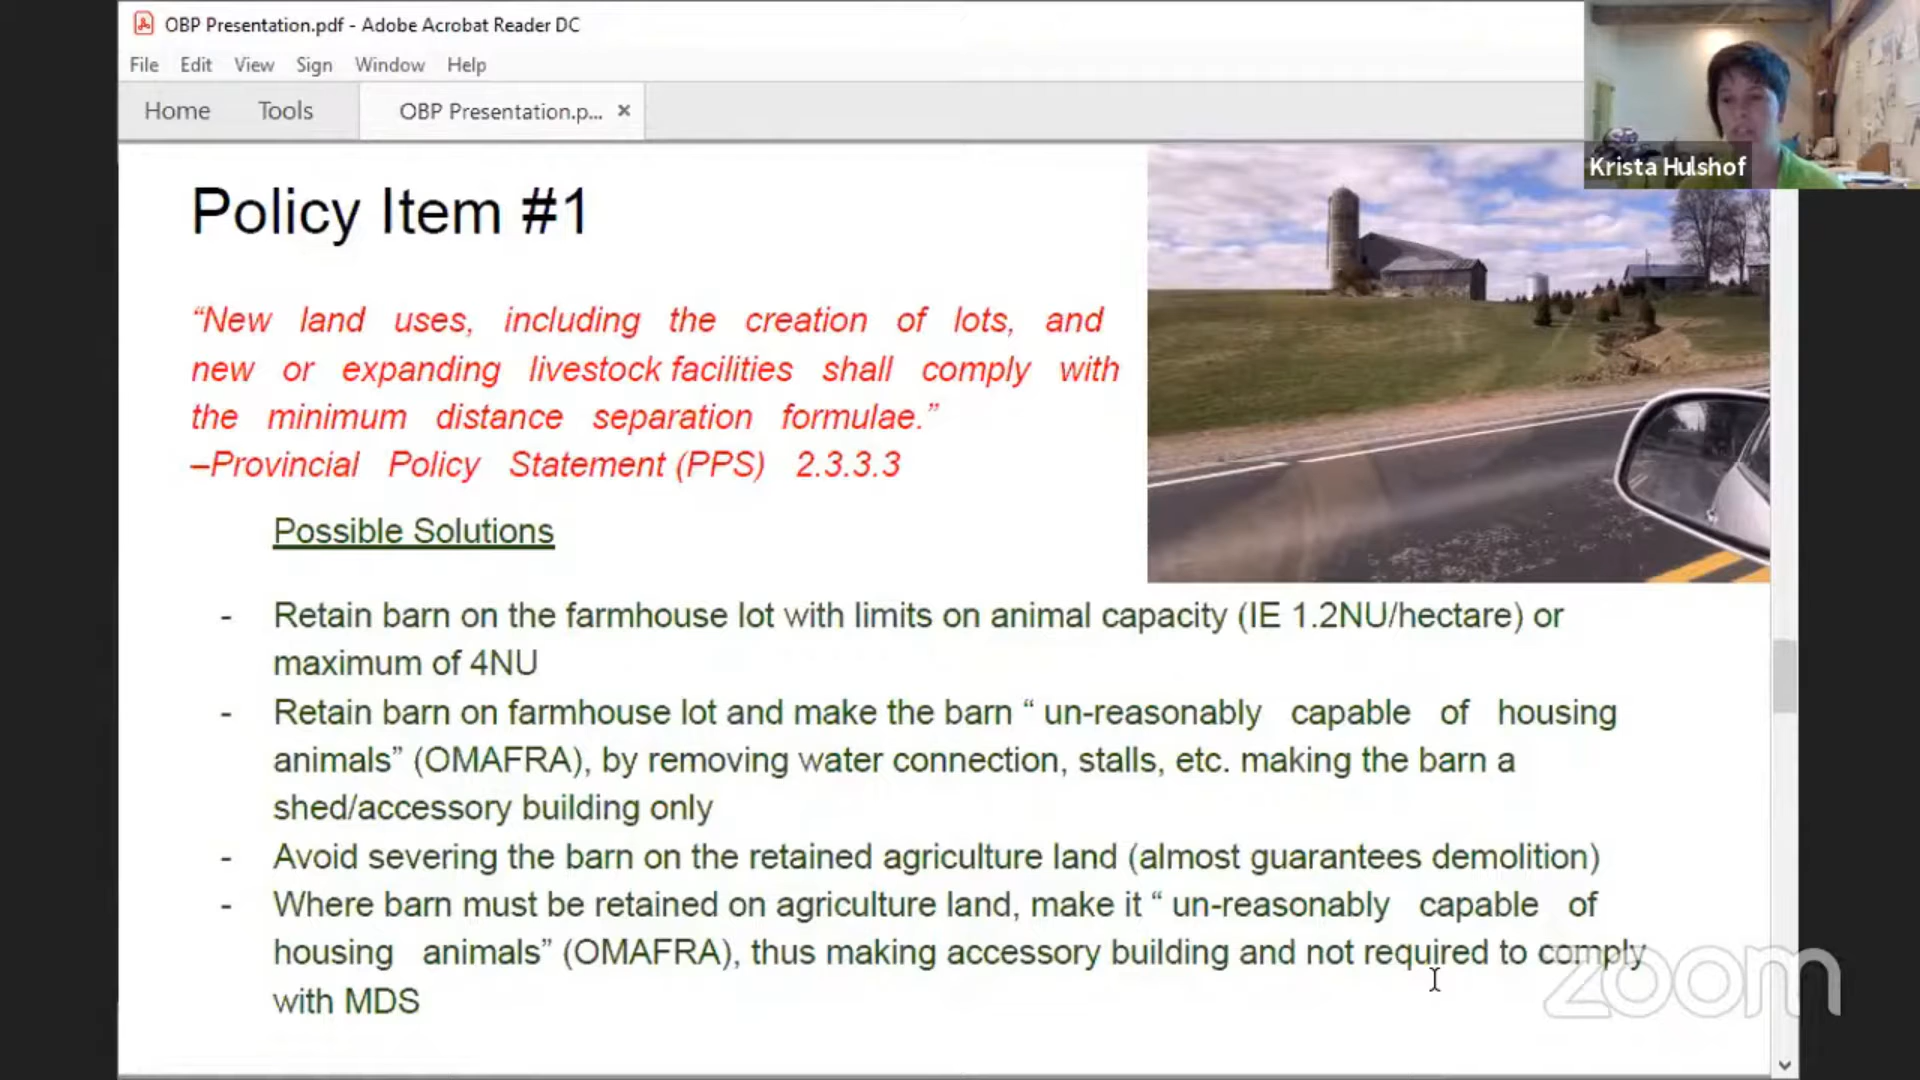 OBP Presentation.pdf - Adobe Acrobat Reader DC
File Edit View Sign Window Help
Home Tools OBP Presentation.p... ×
Krista Hulshof
Policy Item #1
“New land uses, including the creation of lots, and
new or expanding livestock facilities shall comply with
the minimum distance separation formulae.”
–Provincial Policy Statement (PPS) 2.3.3.3
Possible Solutions
- Retain barn on the farmhouse lot with limits on animal capacity (IE 1.2NU/hectare) or
maximum of 4NU
- Retain barn on farmhouse lot and make the barn “ un-reasonably capable of housing
animals” (OMAFRA), by removing water connection, stalls, etc. making the barn a
shed/accessory building only
- Avoid severing the barn on the retained agriculture land (almost guarantees demolition)
- Where barn must be retained on agriculture land, make it “ un-reasonably capable of
housing animals” (OMAFRA), thus making accessory building and not required to comply
with MDS
zoom